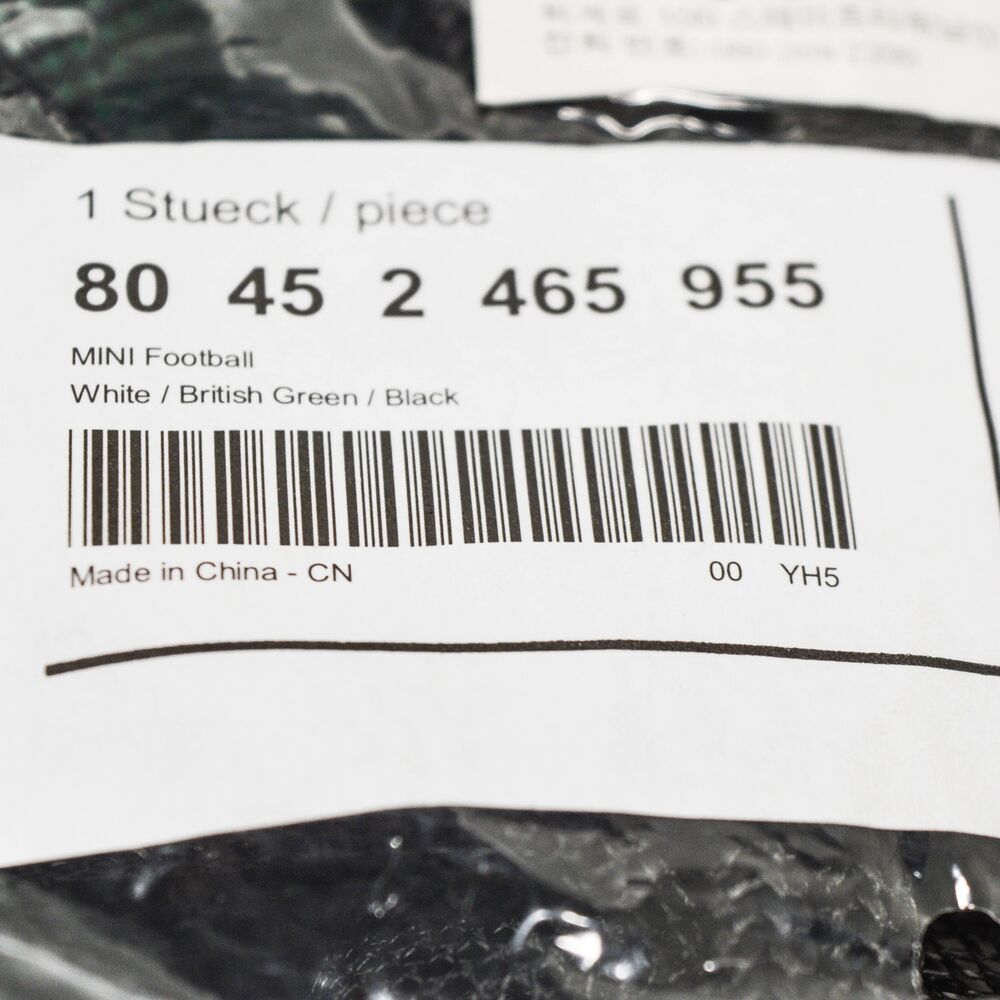 1 Stueck / piece
80 45 2 465 955
MINI Football
White / British Green / Black
Made in China - CN 00 YH5